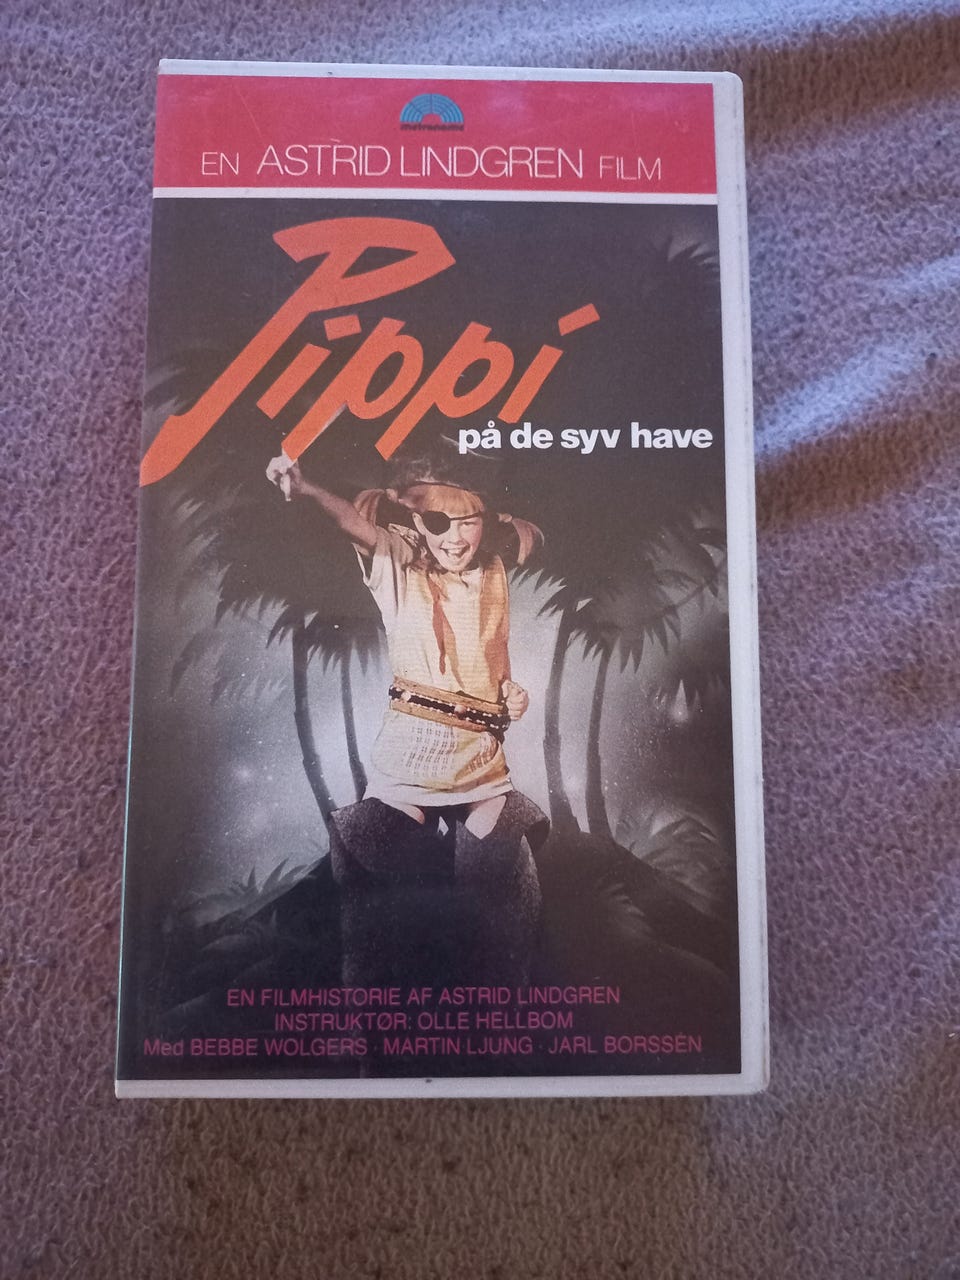 metronome
EN ASTRID LINDGREN FILM
Pippi
på de syv have
EN FILMHISTORIE AF ASTRID LINDGREN
INSTRUKTØR: OLLE HELLBOM
Med BEBBE WOLGERS · MARTIN LJUNG · JARL BORSSÉN